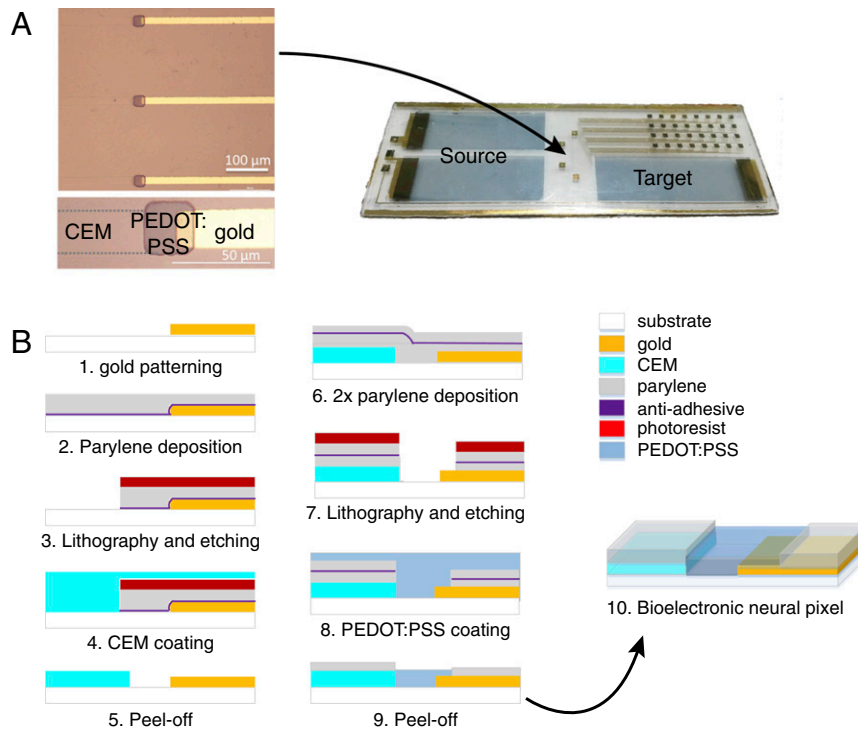 A
100 μm
CEM
PEDOT:
PSS
gold
50 μm
Source
Target
B
1. gold patterning
2. Parylene deposition
3. Lithography and etching
4. CEM coating
5. Peel-off
6. 2x parylene deposition
7. Lithography and etching
8. PEDOT:PSS coating
9. Peel-off
substrate
gold
CEM
parylene
anti-adhesive
photoresist
PEDOT:PSS
10. Bioelectronic neural pixel